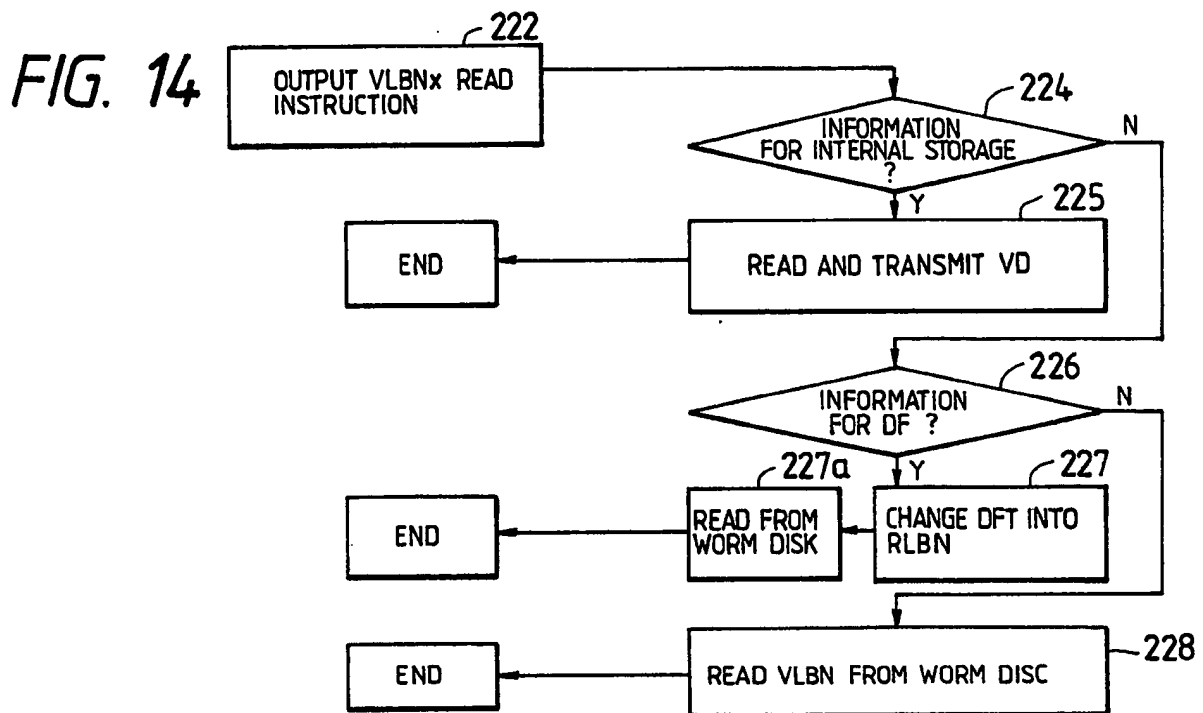 FIG. 14
222
OUTPUT VLBNx READ
INSTRUCTION
224
INFORMATION
FOR INTERNAL STORAGE
?
N
Y
225
READ AND TRANSMIT VD
END
226
INFORMATION
FOR DF ?
N
Y
227
CHANGE DFT INTO
RLBN
227a
READ FROM
WORM DISK
END
228
READ VLBN FROM WORM DISC
END